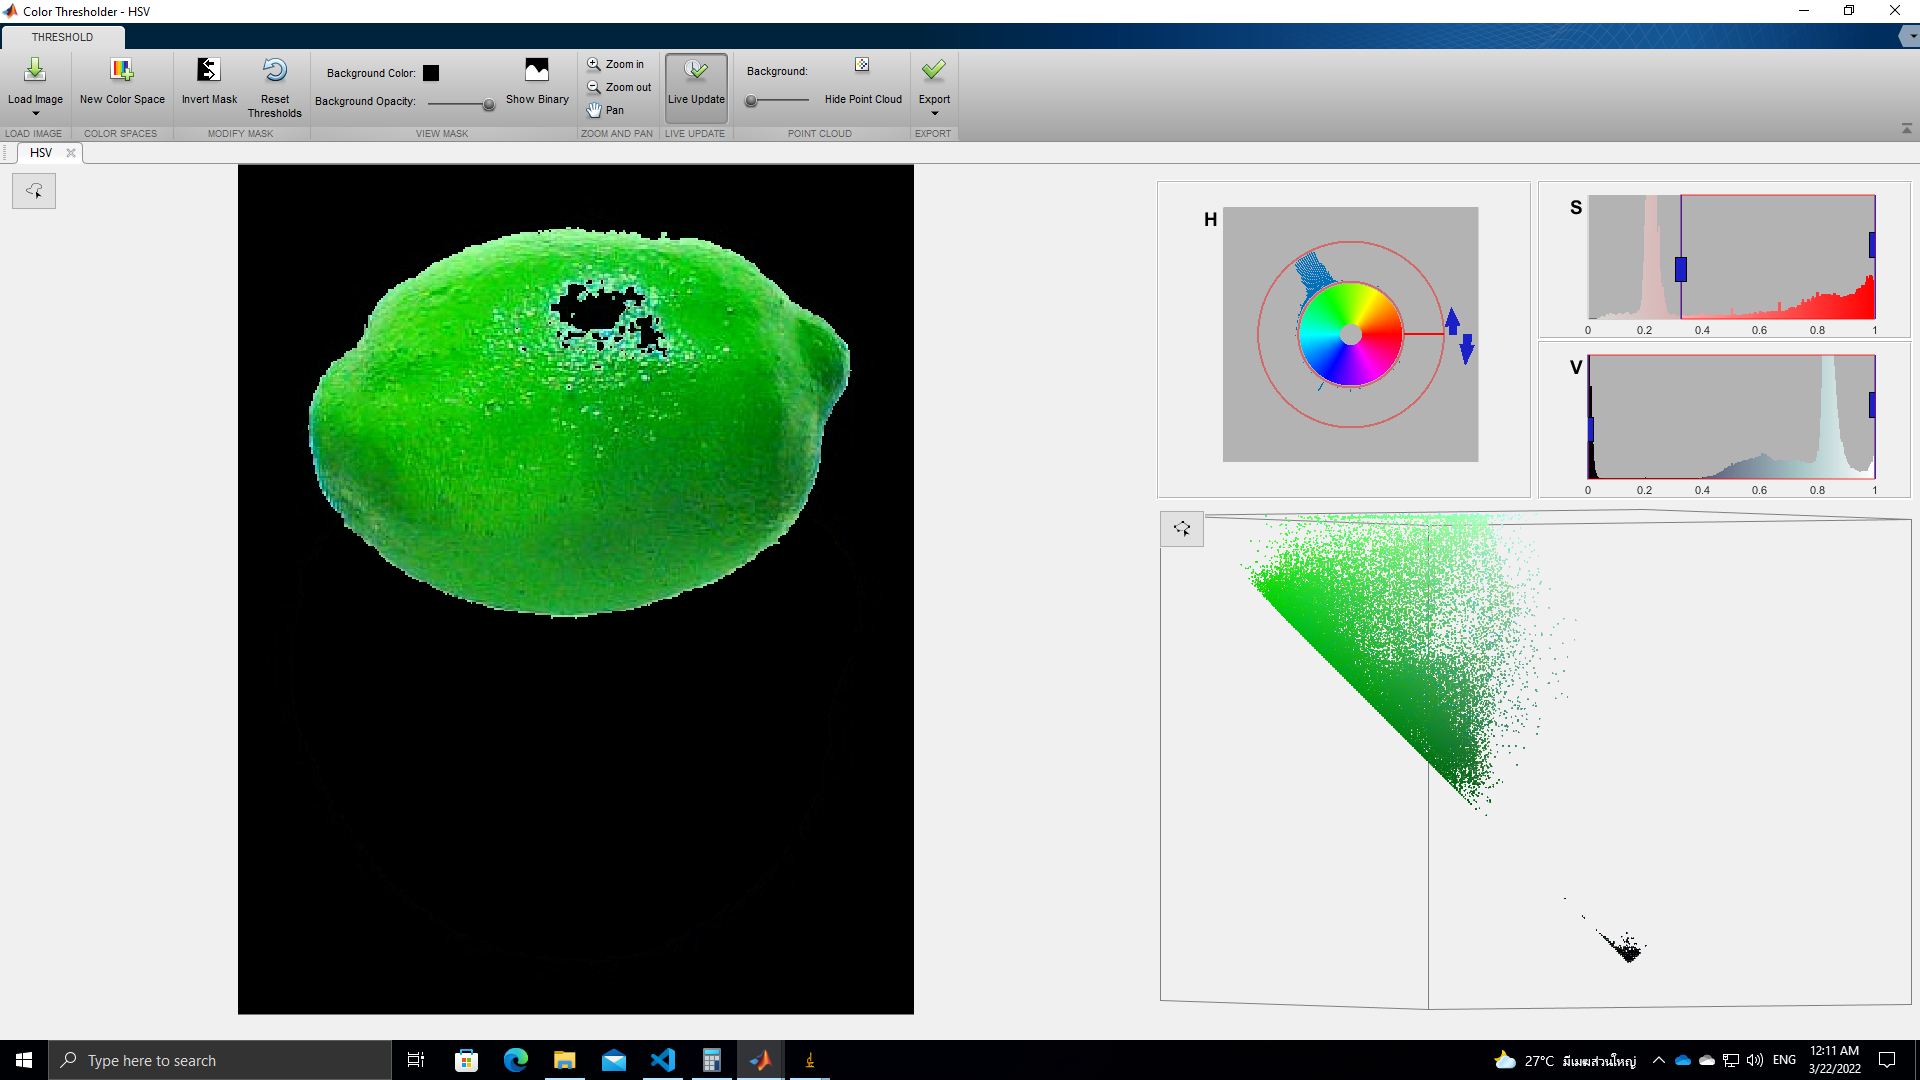 Color Thresholder - HSV
THRESHOLD
Load Image
New Color Space
Invert Mask
Reset Thresholds
Background Color:
Background Opacity:
Show Binary
Zoom in
Zoom out
Pan
Live Update
Background:
Hide Point Cloud
Export
LOAD IMAGE
COLOR SPACES
MODIFY MASK
VIEW MASK
ZOOM AND PAN
LIVE UPDATE
POINT CLOUD
EXPORT
HSV
H
S
0 0.2 0.4 0.6 0.8 1
V
0 0.2 0.4 0.6 0.8 1
Type here to search
27°C มีเมฆส่วนใหญ่
ENG
12:11 AM
3/22/2022